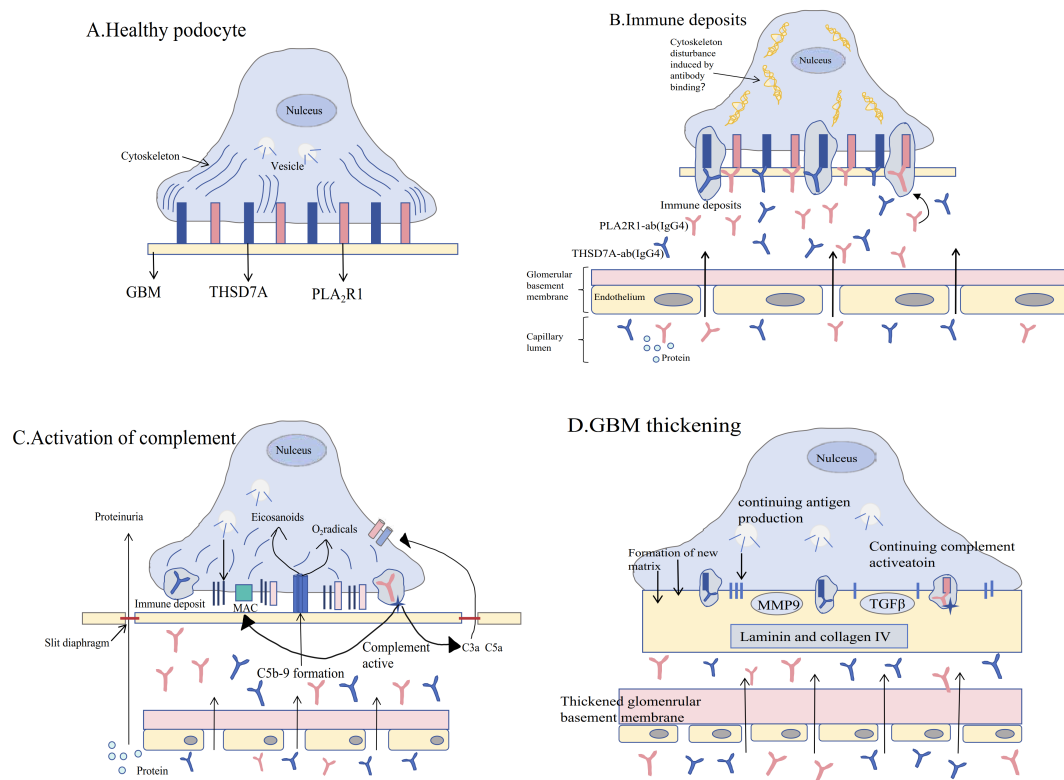 A.Healthy podocyte
Nulceus
Cytoskeleton
Vesicle
GBM
THSD7A
PLA₂R1
B.Immune deposits
Cytoskeleton
disturbance
induced by
antibody
binding?
Nulceus
Immune deposits
PLA2R1-ab(IgG4)
THSD7A-ab(IgG4)
Glomerular
basement
membrane
Endothelium
Capillary
lumen
Protein
C.Activation of complement
Nulceus
Proteinuria
Eicosanoids
O₂radicals
Immune deposit
MAC
Slit diaphragm
Complement
active
C3a C5a
C5b-9 formation
Protein
D.GBM thickening
Nulceus
continuing antigen
production
Formation of new
matrix
Continuing complement
activeatoin
MMP9
TGFβ
Laminin and collagen IV
Thickened glomenrular
basement membrane